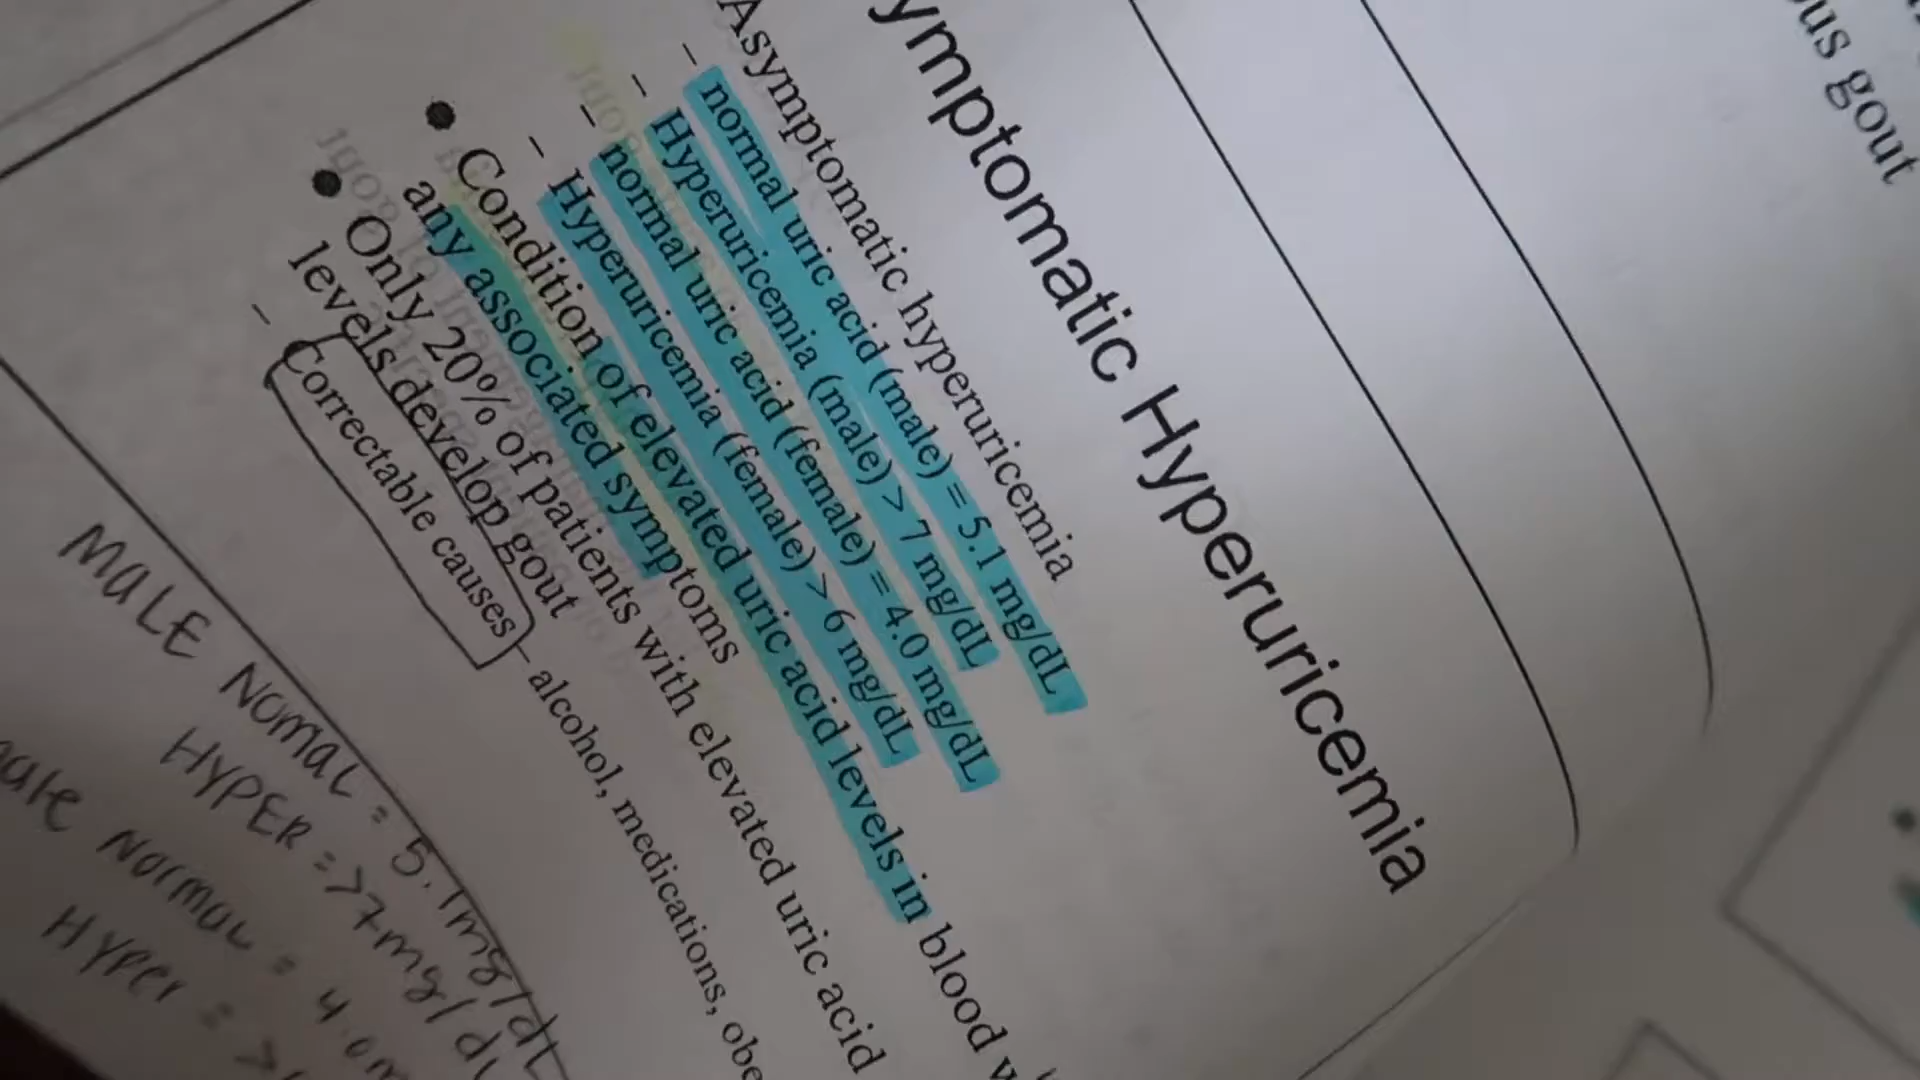 ymptomatic Hyperuricemia
Asymptomatic hyperuricemia
– normal uric acid (male) = 5.1 mg/dL
– Hyperuricemia (male) > 7 mg/dL
– normal uric acid (female) = 4.0 mg/dL
– Hyperuricemia (female) > 6 mg/dL
• Condition of elevated uric acid levels in blood w
any associated symptoms
• Only 20% of patients with elevated uric acid
levels develop gout
– Correctable causes – alcohol, medications, obe
MALE NOMAL = 5.1mg/dL
HYPER = >7mg/dL
NORMAL = 4.0m
HYPer = >
us gout